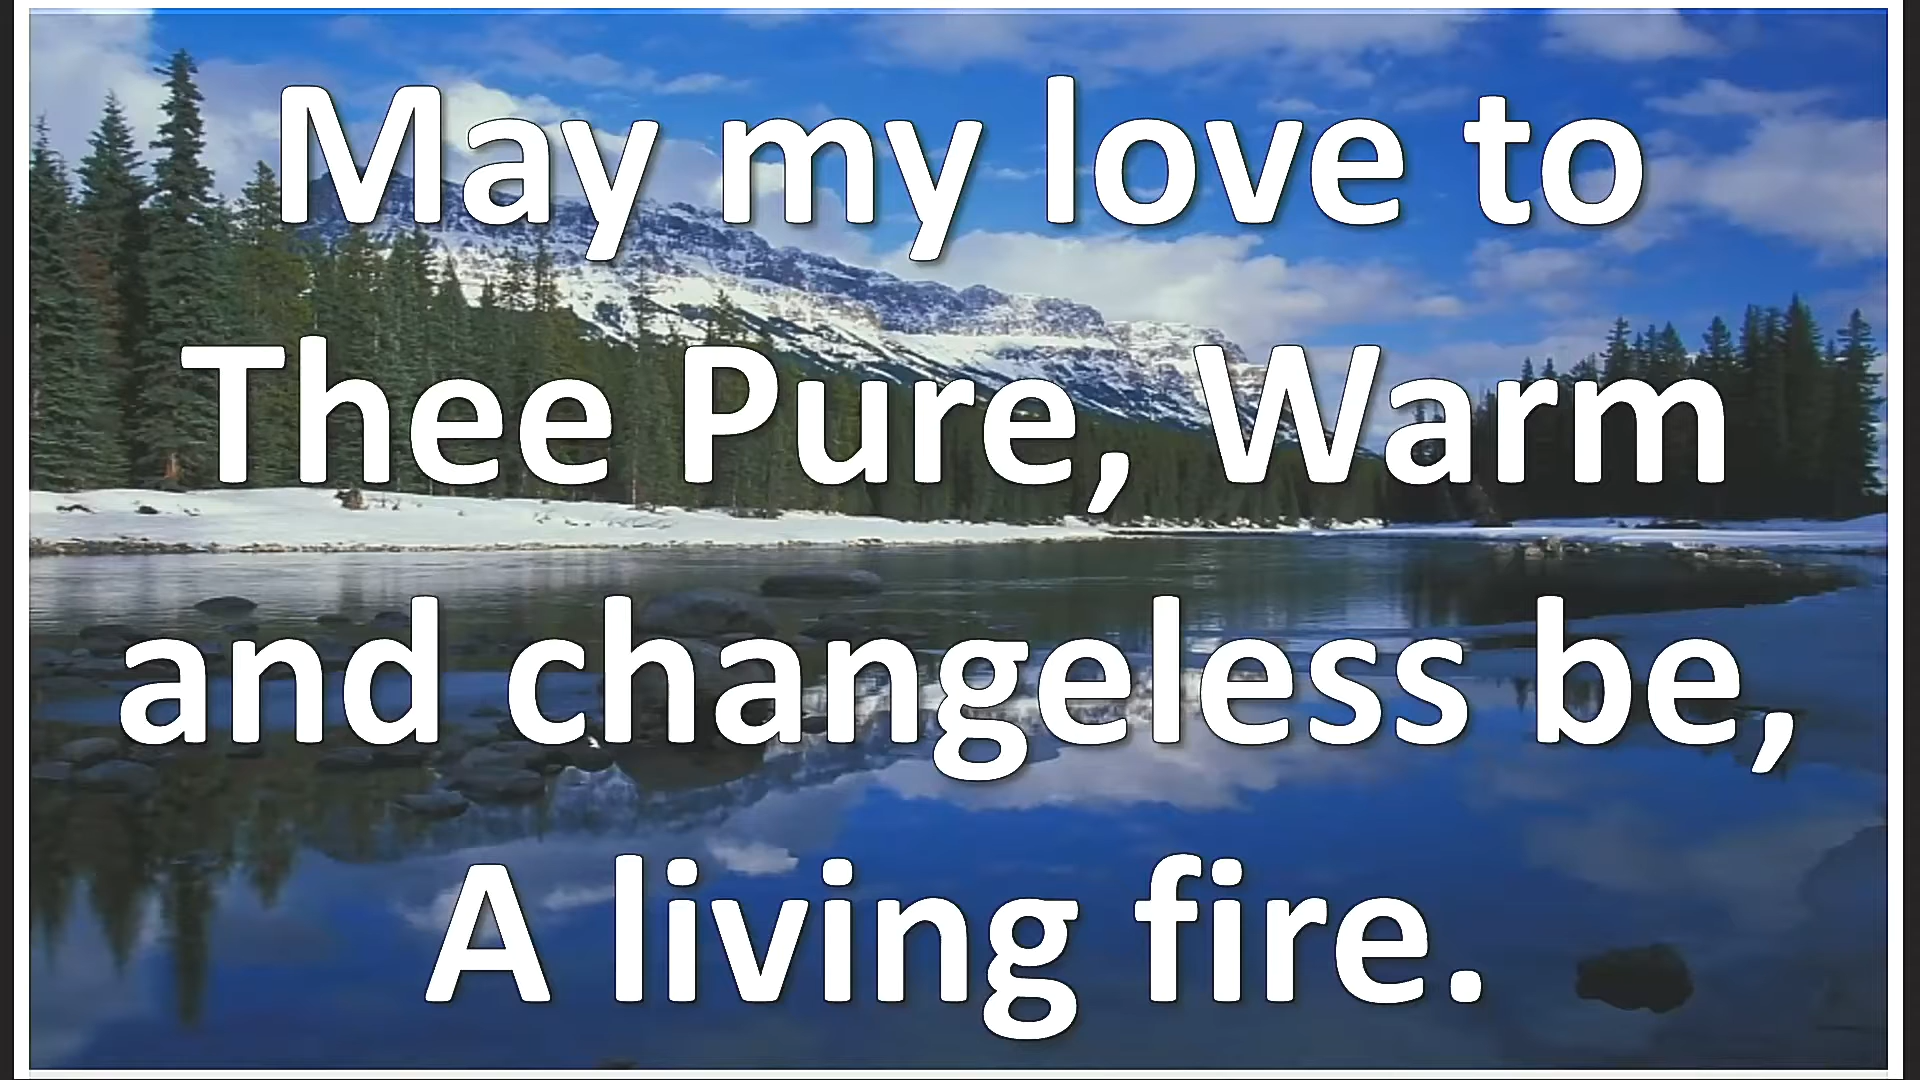 May my love to
Thee Pure, Warm
and changeless be,
A living fire.